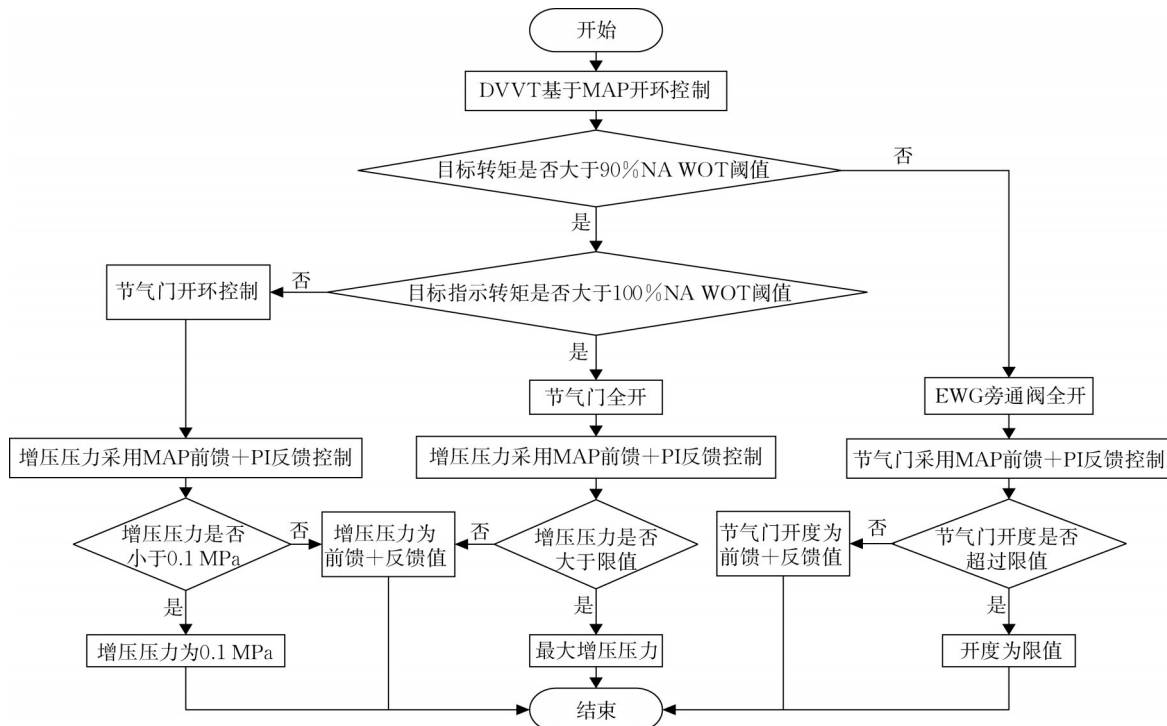 开始
DVVT基于MAP开环控制
目标转矩是否大于90%NA WOT阈值
否
是
节气门开环控制
否
目标指示转矩是否大于100%NA WOT阈值
是
节气门全开
EWG旁通阀全开
增压压力采用MAP前馈+PI反馈控制
增压压力采用MAP前馈+PI反馈控制
节气门采用MAP前馈+PI反馈控制
增压压力是否
小于0.1 MPa
否
增压压力为
前馈+反馈值
否
增压压力是否
大于限值
节气门开度为
前馈+反馈值
否
节气门开度是否
超过限值
是
是
是
增压压力为0.1 MPa
最大增压压力
开度为限值
结束